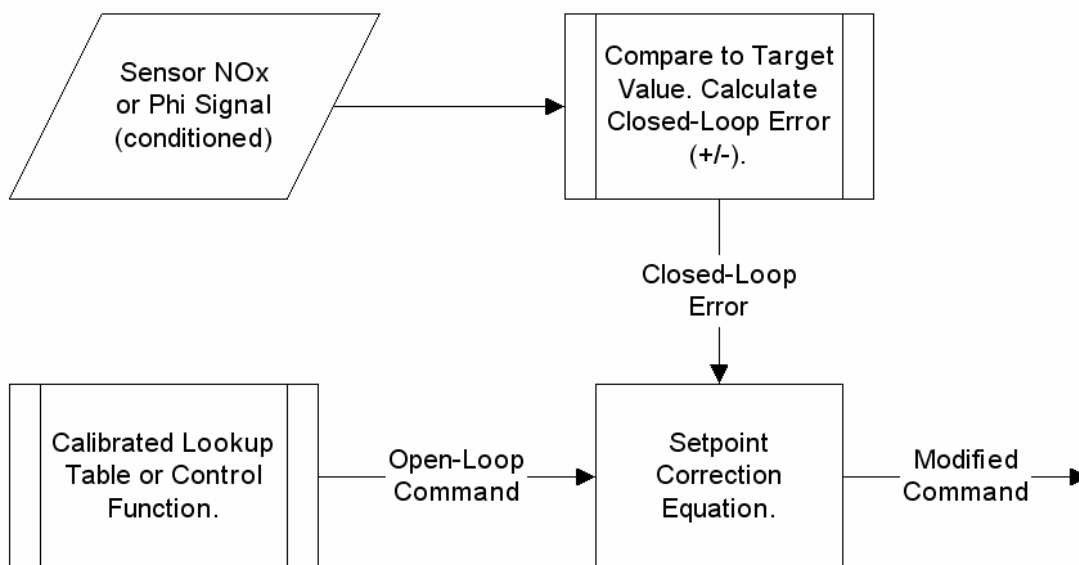 Sensor NOx
or Phi Signal
(conditioned)
Compare to Target
Value. Calculate
Closed-Loop Error
(+/-).
Closed-Loop
Error
Calibrated Lookup
Table or Control
Function.
Open-Loop
Command
Setpoint
Correction
Equation.
Modified
Command